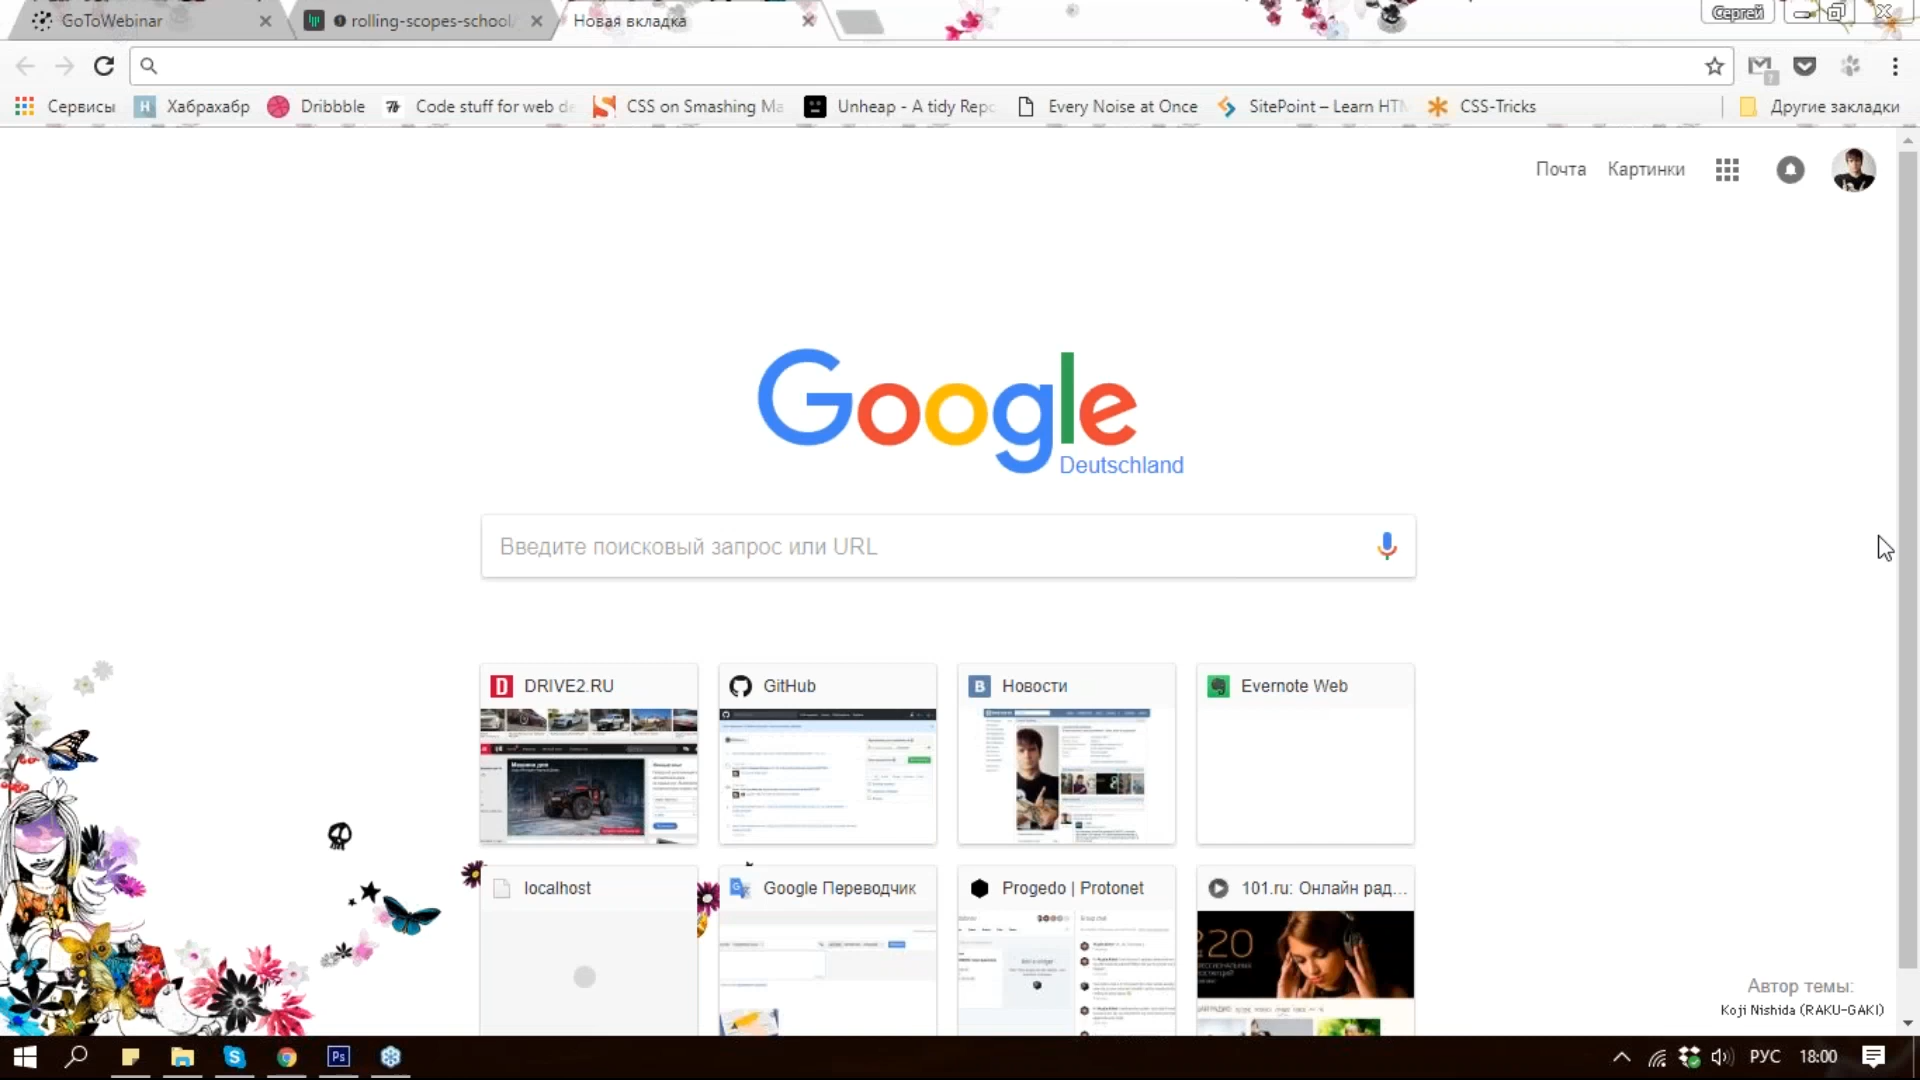 GoToWebinar
rolling-scopes-school/
Новая вкладка
Сергей
Сервисы
Хабрахабр
Dribbble
Code stuff for web de
CSS on Smashing Ma
Unheap - A tidy Repo
Every Noise at Once
SitePoint – Learn HTM
CSS-Tricks
Другие закладки
Почта
Картинки
Google
Deutschland
Введите поисковый запрос или URL
DRIVE2.RU
GitHub
Новости
Evernote Web
localhost
Google Переводчик
Progedo | Protonet
101.ru: Онлайн рад...
Автор темы:
Koji Nishida (RAKU-GAKI)
Ps
РУС
18:00